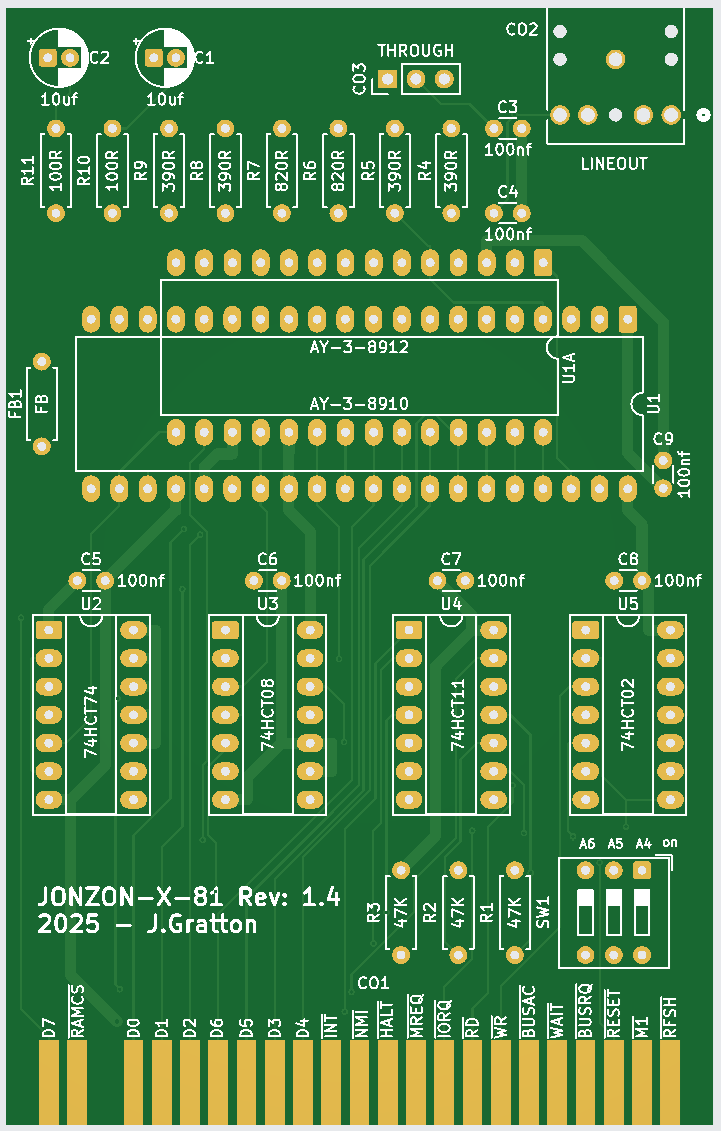 CO2
THROUGH
+
C2
+
C1
CO3
10uf
10uf
C3
100nf
LINEOUT
R11
100R
R10
100R
R9
390R
R8
390R
R7
820R
R6
820R
R5
390R
R4
390R
C4
100nf
AY-3-8912
U1A
AY-3-8910
U1
FB1
FB
C9
100nf
C5
100nf
C6
100nf
C7
100nf
C8
100nf
U2
U3
U4
U5
74HCT74
74HCT08
74HCT11
74HCT02
A6
A5
A4
on
JONZON-X-81 Rev: 1.4
2025 - J.Gratton
R3
47K
R2
47K
R1
47K
SW1
CO1
D7
RAMCS
D0
D1
D2
D6
D5
D3
D4
INT
NMI
HALT
MREQ
IORQ
RD
WR
BUSAC
WAIT
BUSRQ
RESET
M1
RFSH